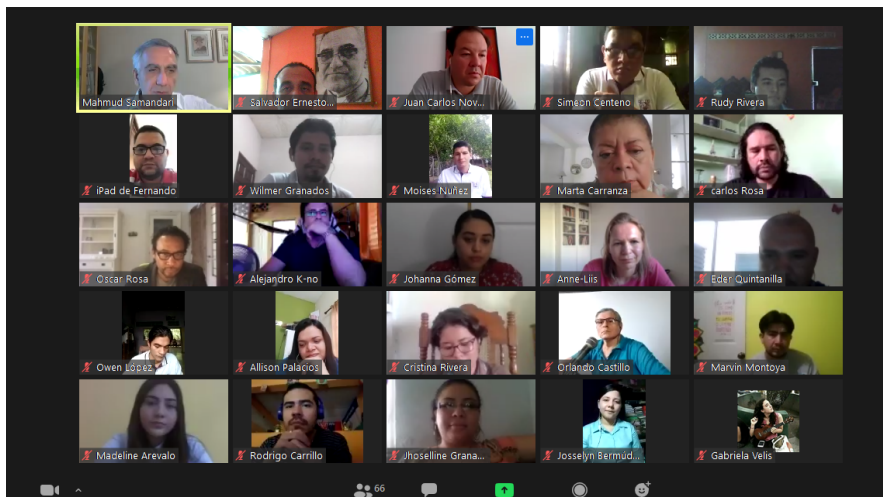 Mahmud Samandari
Salvador Ernesto...
Juan Carlos Nov...
Simeon Centeno
Rudy Rivera
iPad de Fernando
Wilmer Granados
Moises Nuñez
Marta Carranza
carlos Rosa
Oscar Rosa
Alejandro K-no
Johanna Gómez
Anne-Liis
Eder Quintanilla
Owen López
Allison Palacios
Cristina Rivera
Orlando Castillo
Marvin Montoya
Madeline Arevalo
Rodrigo Carrillo
Jhoselline Grana...
Josselyn Bermúd...
Gabriela Velis
66